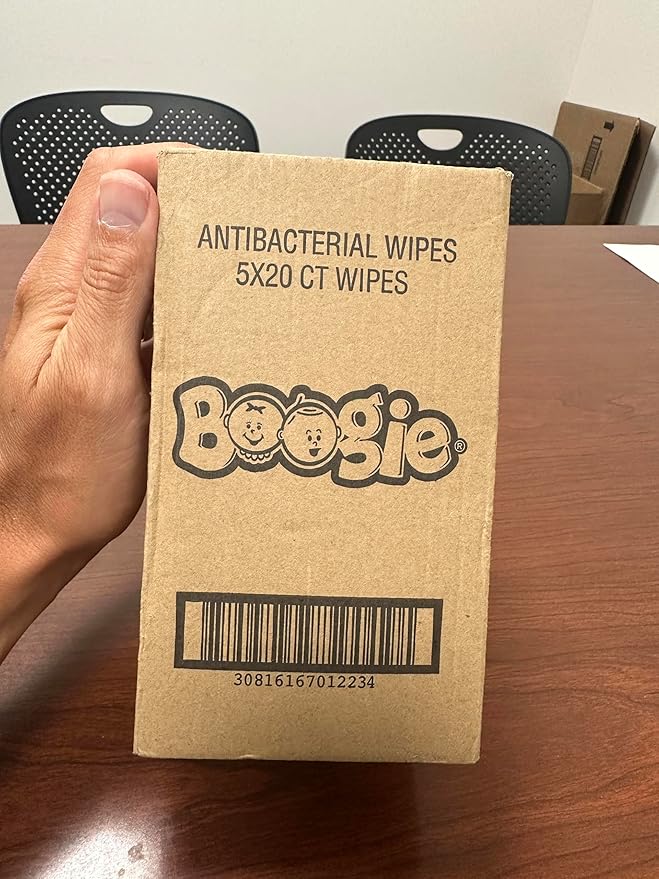 ANTIBACTERIAL WIPES
5X20 CT WIPES
Boogie®
30816167012234